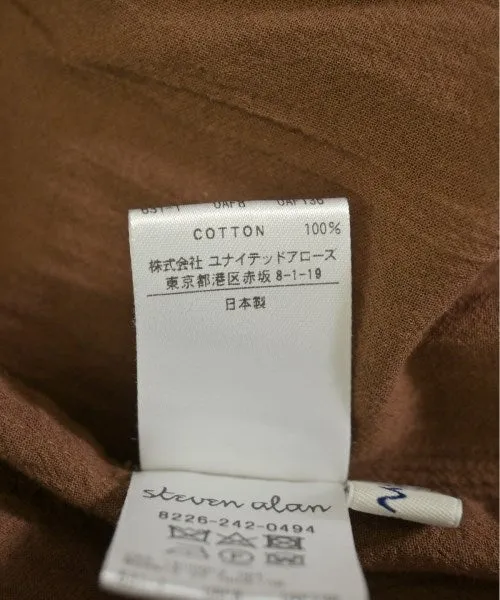 COTTON 100%
株式会社 ユナイテッドアローズ
東京都港区赤坂 8-1-19
日本製
steven alan
8226-242-0494